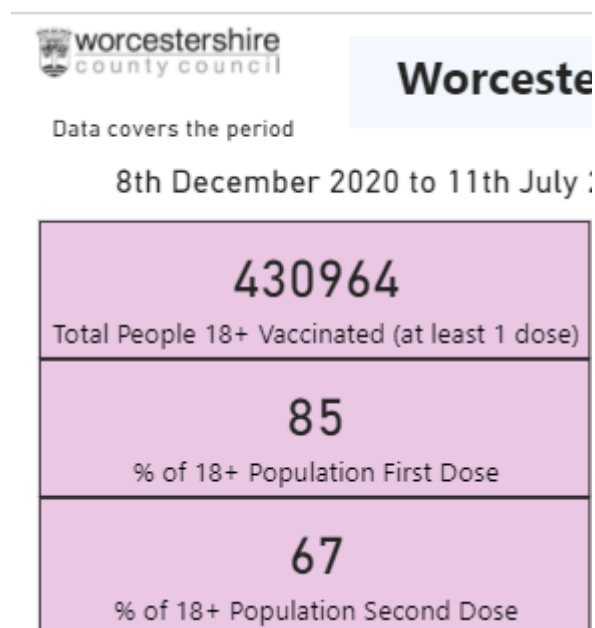 worcestershire
county council
Data covers the period
8th December 2020 to 11th July
430964
Total People 18+ Vaccinated (at least 1 dose)
85
% of 18+ Population First Dose
67
% of 18+ Population Second Dose